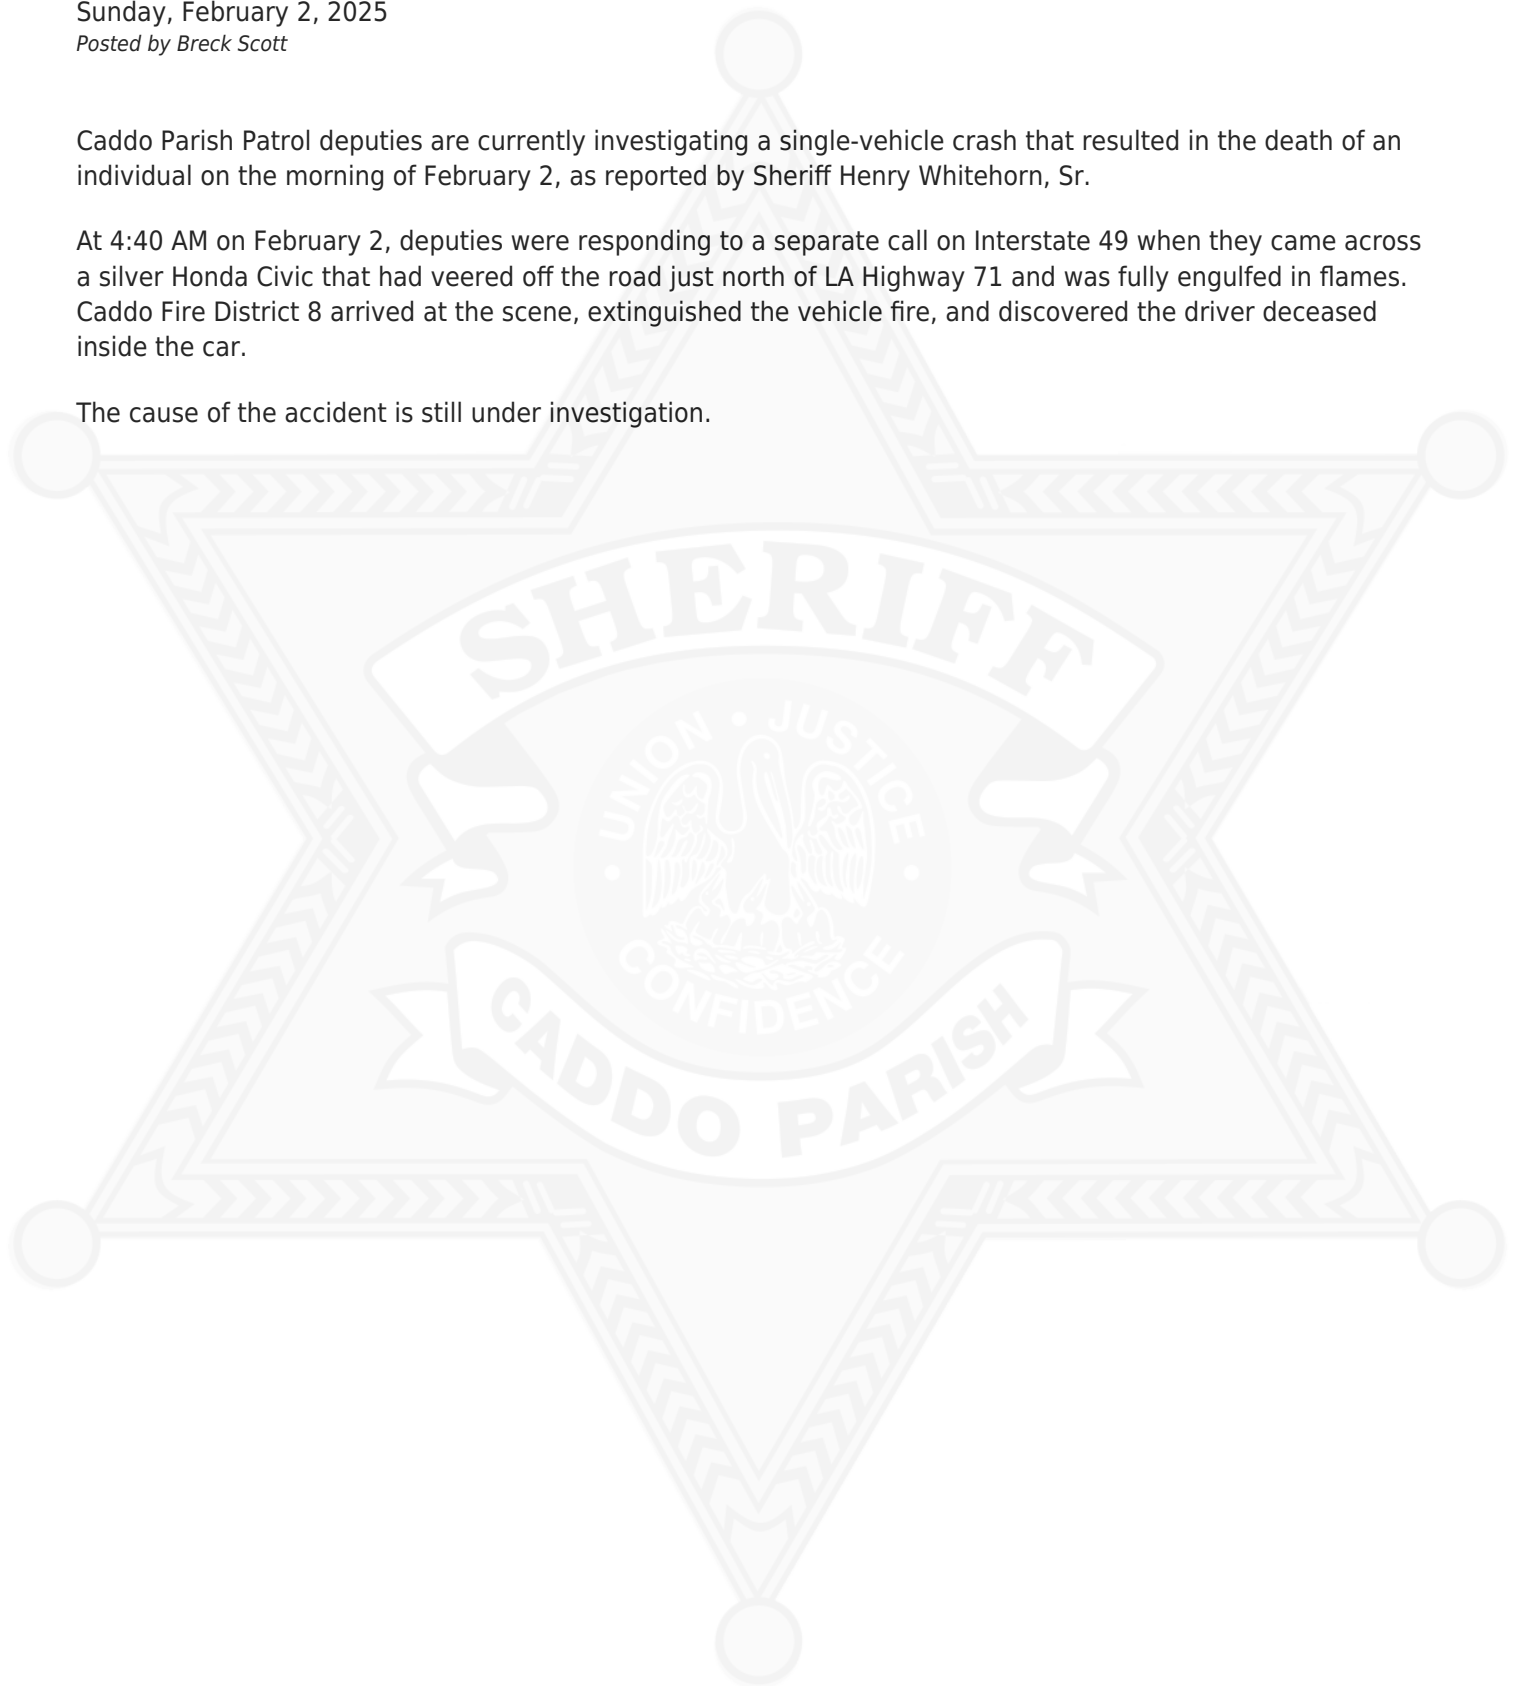 Sunday, February 2, 2025
Posted by Breck Scott
Caddo Parish Patrol deputies are currently investigating a single-vehicle crash that resulted in the death of an
individual on the morning of February 2, as reported by Sheriff Henry Whitehorn, Sr.
At 4:40 AM on February 2, deputies were responding to a separate call on Interstate 49 when they came across
a silver Honda Civic that had veered off the road just north of LA Highway 71 and was fully engulfed in flames.
Caddo Fire District 8 arrived at the scene, extinguished the vehicle fire, and discovered the driver deceased
inside the car.
The cause of the accident is still under investigation.
SHERIFF
UNION • JUSTICE
• CONFIDENCE •
CADDO PARISH